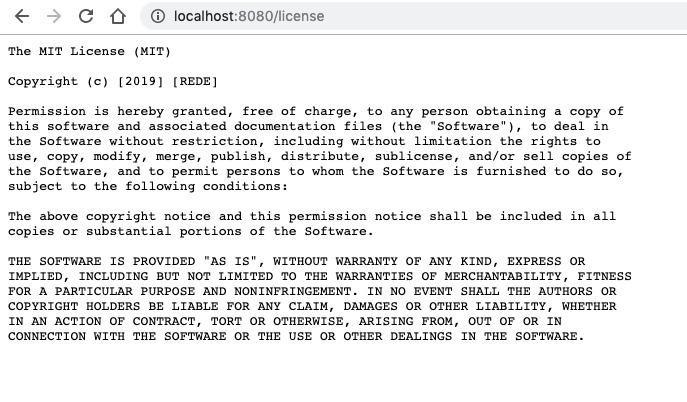 localhost:8080/license
The MIT License (MIT)
Copyright (c) [2019] [REDE]
Permission is hereby granted, free of charge, to any person obtaining a copy of
this software and associated documentation files (the "Software"), to deal in
the Software without restriction, including without limitation the rights to
use, copy, modify, merge, publish, distribute, sublicense, and/or sell copies of
the Software, and to permit persons to whom the Software is furnished to do so,
subject to the following conditions:
The above copyright notice and this permission notice shall be included in all
copies or substantial portions of the Software.
THE SOFTWARE IS PROVIDED "AS IS", WITHOUT WARRANTY OF ANY KIND, EXPRESS OR
IMPLIED, INCLUDING BUT NOT LIMITED TO THE WARRANTIES OF MERCHANTABILITY, FITNESS
FOR A PARTICULAR PURPOSE AND NONINFRINGEMENT. IN NO EVENT SHALL THE AUTHORS OR
COPYRIGHT HOLDERS BE LIABLE FOR ANY CLAIM, DAMAGES OR OTHER LIABILITY, WHETHER
IN AN ACTION OF CONTRACT, TORT OR OTHERWISE, ARISING FROM, OUT OF OR IN
CONNECTION WITH THE SOFTWARE OR THE USE OR OTHER DEALINGS IN THE SOFTWARE.